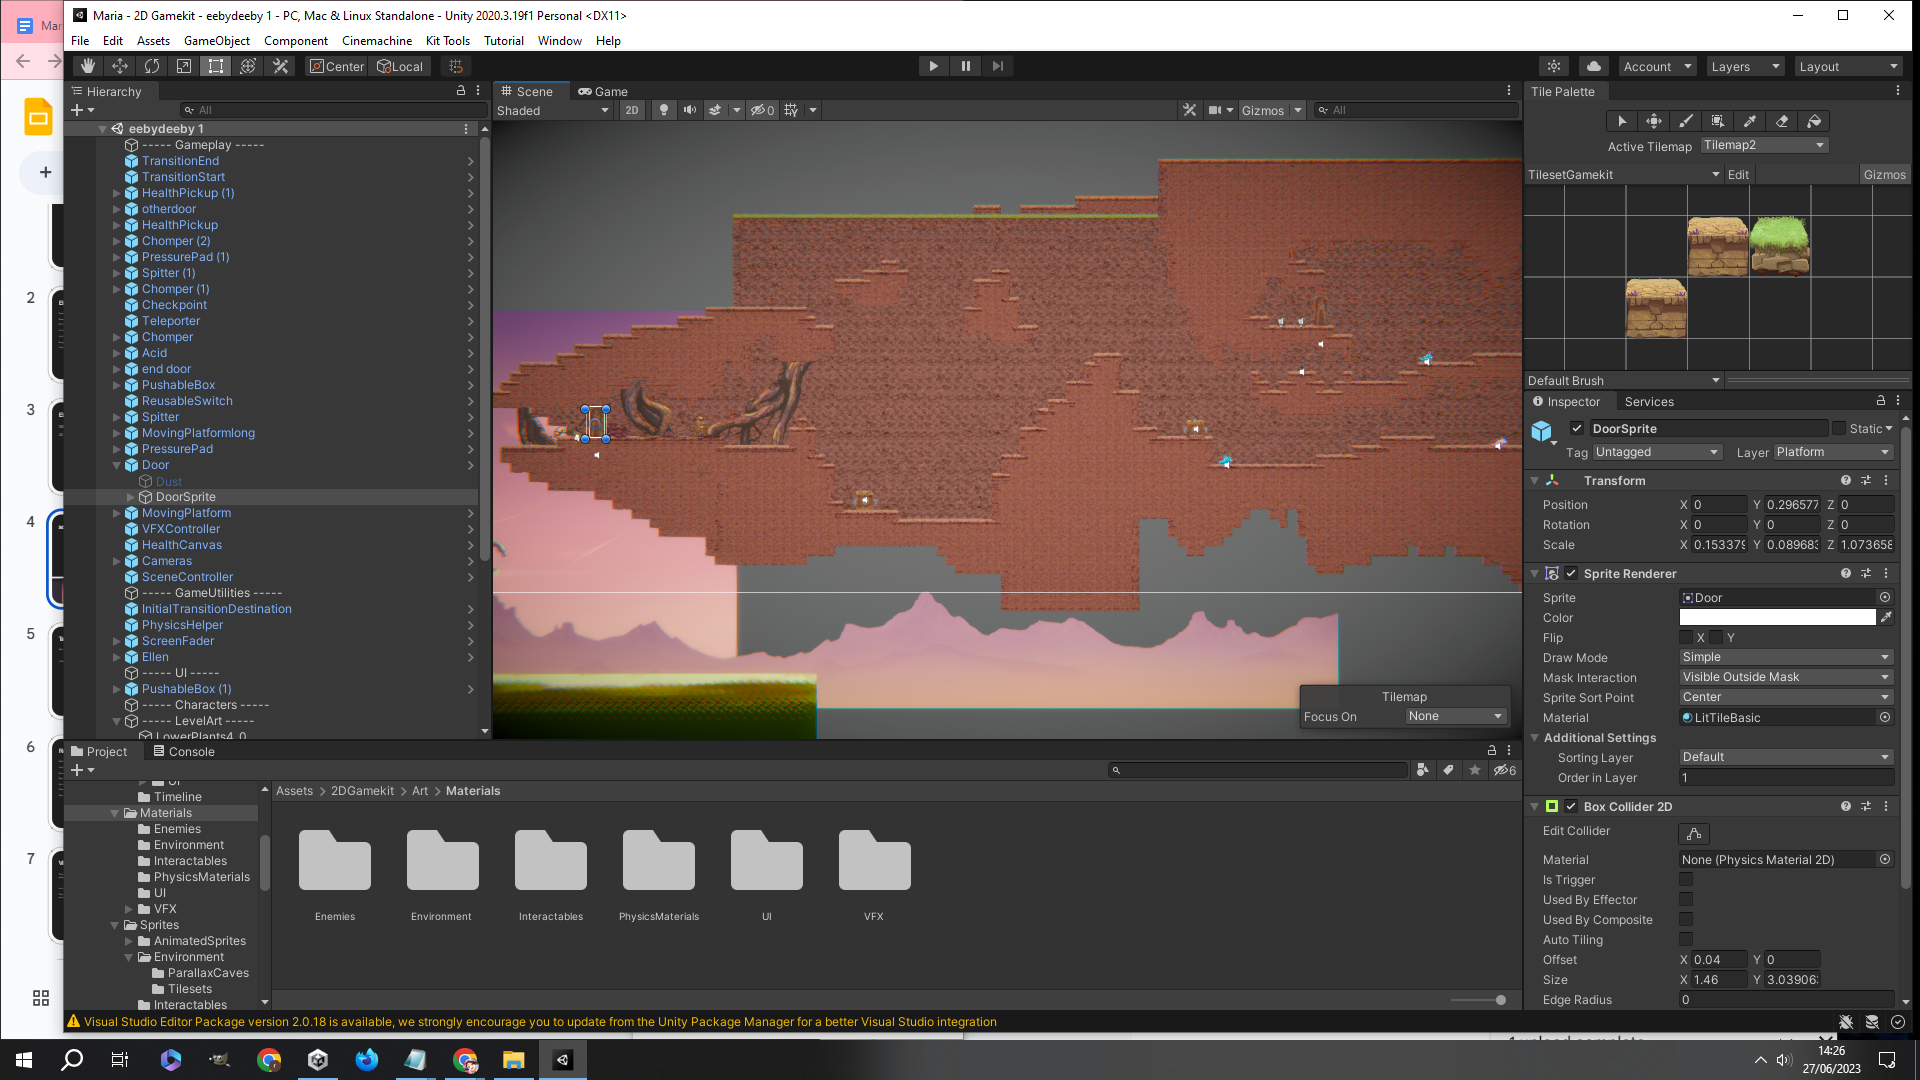 Maria - 2D Gamekit - eebydeeby 1 - PC, Mac & Linux Standalone - Unity 2020.3.19f1 Personal <DX11>
File Edit Assets GameObject Component Cinemachine Kit Tools Tutorial Window Help
Center Local
Account Layers Layout
Hierarchy
All
eebydeeby 1
----- Gameplay -----
TransitionEnd
TransitionStart
HealthPickup (1)
otherdoor
HealthPickup
Chomper (2)
PressurePad (1)
Spitter (1)
Chomper (1)
Checkpoint
Teleporter
Chomper
Acid
end door
PushableBox
ReusableSwitch
Spitter
MovingPlatformlong
PressurePad
Door
Dust
DoorSprite
MovingPlatform
VFXController
HealthCanvas
Cameras
SceneController
----- GameUtilities -----
InitialTransitionDestination
PhysicsHelper
ScreenFader
Ellen
----- UI -----
PushableBox (1)
----- Characters -----
----- LevelArt -----
LowerPlants4_0
Scene Game
Shaded 2D 0 Gizmos All
Tilemap
Focus On None
Tile Palette
Active Tilemap Tilemap2
TilesetGamekit Edit Gizmos
Default Brush
Inspector Services
DoorSprite Static
Tag Untagged Layer Platform
Transform
Position X 0 Y 0.296577 Z 0
Rotation X 0 Y 0 Z 0
Scale X 0.153379 Y 0.089683 Z 1.073658
Sprite Renderer
Sprite Door
Color
Flip X Y
Draw Mode Simple
Mask Interaction Visible Outside Mask
Sprite Sort Point Center
Material LitTileBasic
Additional Settings
Sorting Layer Default
Order in Layer 1
Box Collider 2D
Edit Collider
Material None (Physics Material 2D)
Is Trigger
Used By Effector
Used By Composite
Auto Tiling
Offset X 0.04 Y 0
Size X 1.46 Y 3.03906
Edge Radius 0
Project Console
6
UI
Timeline
Materials
Enemies
Environment
Interactables
PhysicsMaterials
UI
VFX
Sprites
AnimatedSprites
Environment
ParallaxCaves
Tilesets
Interactables
Assets > 2DGamekit > Art > Materials
Enemies Environment Interactables PhysicsMaterials UI VFX
Visual Studio Editor Package version 2.0.18 is available, we strongly encourage you to update from the Unity Package Manager for a better Visual Studio integration
Mar
2
3
4
5
6
7
14:26
27/06/2023